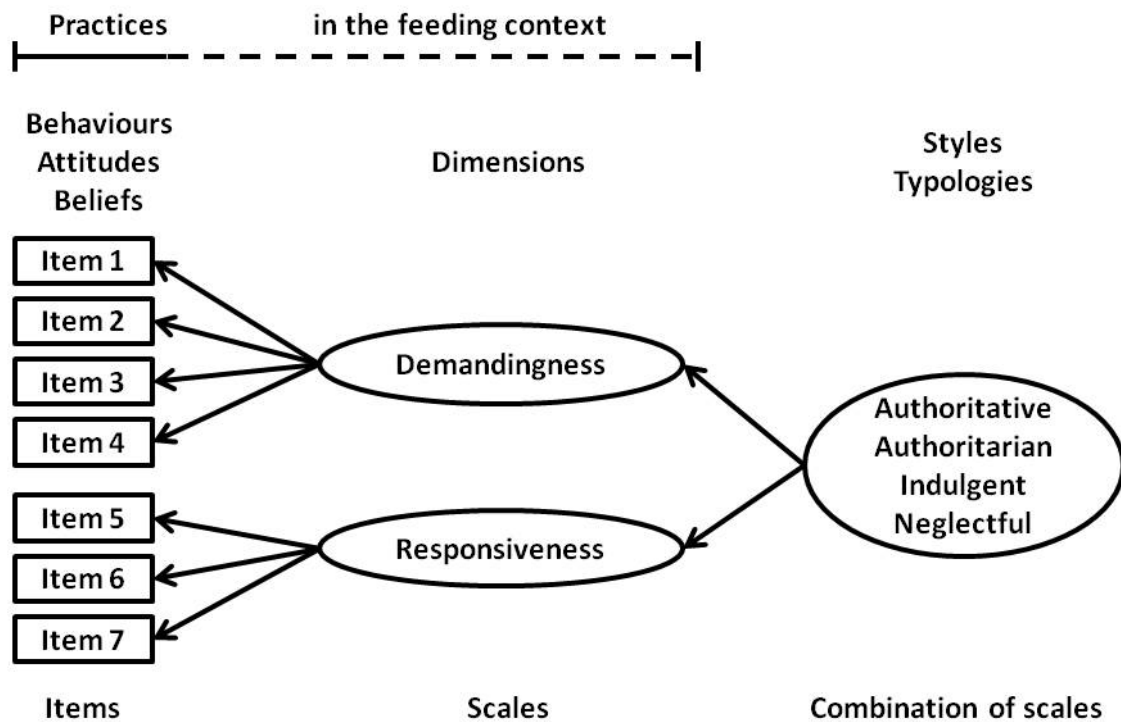 Practices in the feeding context
Behaviours
Attitudes
Beliefs
Dimensions
Styles
Typologies
Item 1
Item 2
Item 3
Item 4
Item 5
Item 6
Item 7
Demandingness
Responsiveness
Authoritative
Authoritarian
Indulgent
Neglectful
Items
Scales
Combination of scales